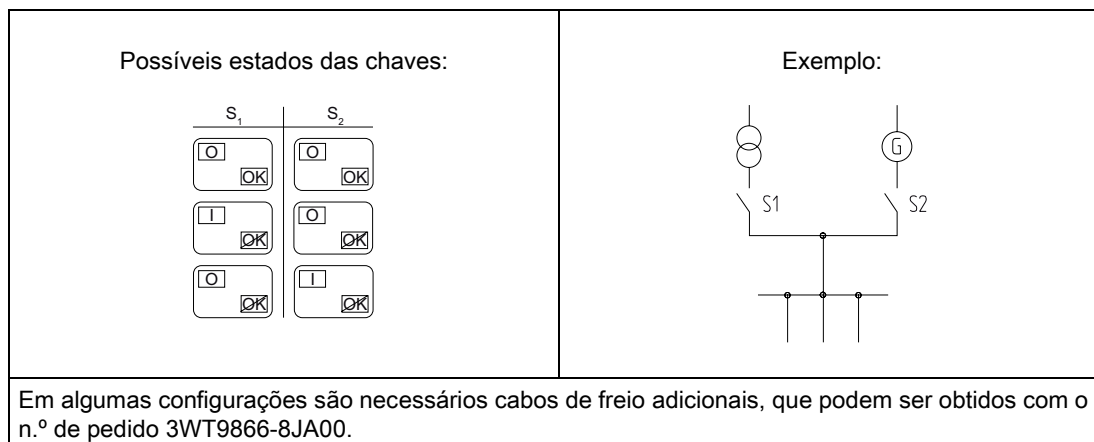 Possíveis estados das chaves:
S1 S2
O OK O OK
I OK O OK
O OK I OK
Exemplo:
G
S1 S2
Em algumas configurações são necessários cabos de freio adicionais, que podem ser obtidos com o
n.º de pedido 3WT9866-8JA00.